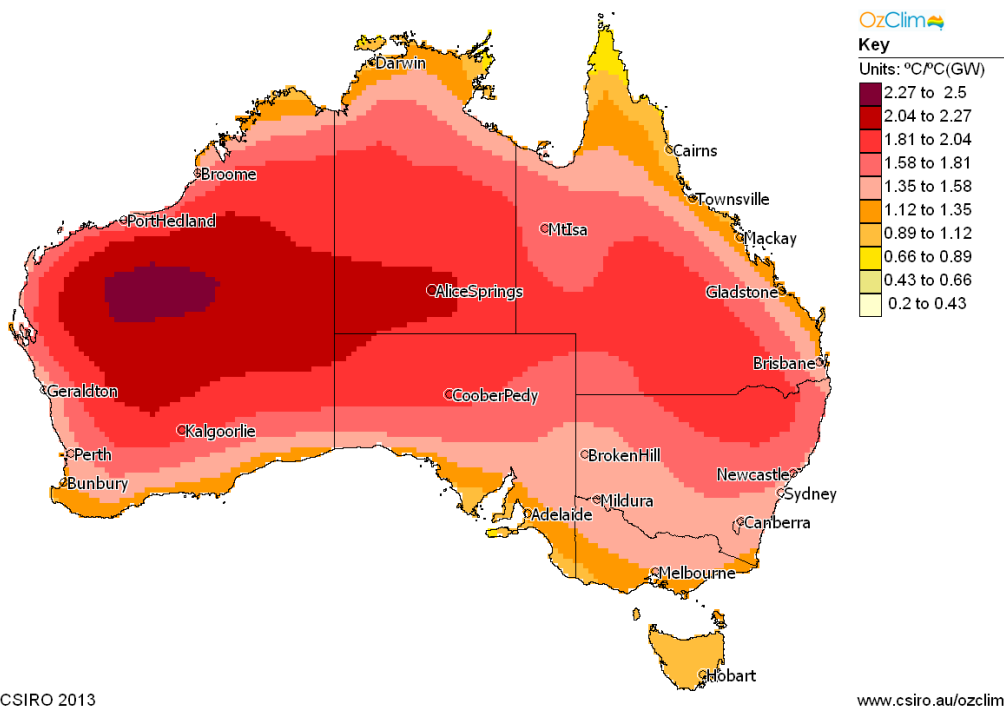 OzClim
Key
Units: ºC/ºC(GW)
2.27 to 2.5
2.04 to 2.27
1.81 to 2.04
1.58 to 1.81
1.35 to 1.58
1.12 to 1.35
0.89 to 1.12
0.66 to 0.89
0.43 to 0.66
0.2 to 0.43
Darwin
Cairns
Broome
Townsville
PortHedland
MtIsa
Mackay
AliceSprings
Gladstone
Brisbane
Geraldton
CooberPedy
Kalgoorlie
Perth
BrokenHill
Newcastle
Bunbury
Sydney
Mildura
Adelaide
Canberra
Melbourne
Hobart
CSIRO 2013
www.csiro.au/ozclim